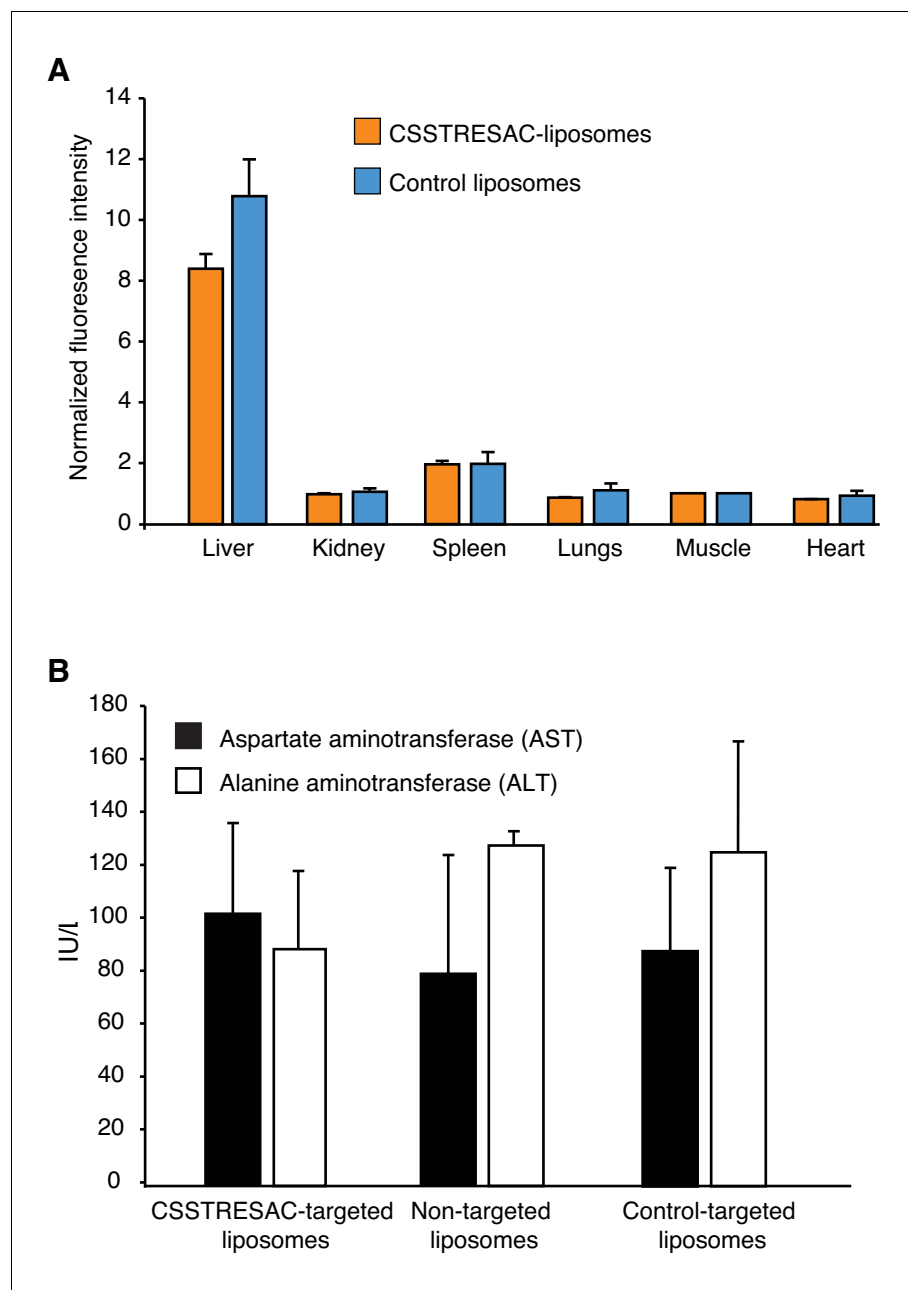 A
14
12
10
8
6
4
2
0
Normalized fluoresence intensity
CSSTRESAC-liposomes
Control liposomes
Liver Kidney Spleen Lungs Muscle Heart
B
180
160
140
120
100
80
60
40
20
0
IU/L
Aspartate aminotransferase (AST)
Alanine aminotransferase (ALT)
CSSTRESAC-targeted Non-targeted Control-targeted
liposomes liposomes liposomes